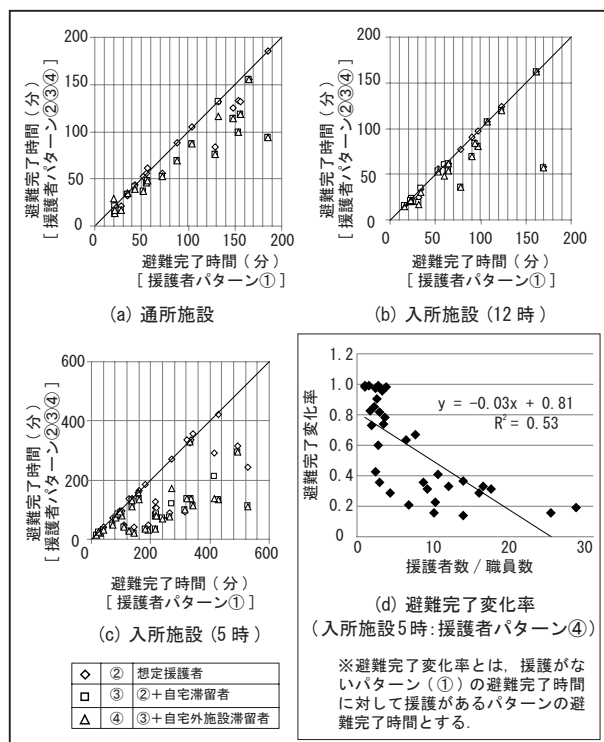 200
150
100
50
0
避難完了時間（分）
[ 援護者パターン②③④]
0 50 100 150 200
避難完了時間（分）
[ 援護者パターン①]
(a) 通所施設
200
150
100
50
0
避難完了時間（分）
[ 援護者パターン②③④]
0 50 100 150 200
避難完了時間（分）
[ 援護者パターン①]
(b) 入所施設 (12 時 )
600
400
200
0
避難完了時間（分）
[ 援護者パターン②③④]
0 200 400 600
避難完了時間（分）
[ 援護者パターン①]
(c) 入所施設 (5 時 )
1.2
1.0
0.8
0.6
0.4
0.2
0
避難完了変化率
y = -0.03x + 0.81
R² = 0.53
0 10 20 30
援護者数 / 職員数
(d) 避難完了変化率
(入所施設5時：援護者パターン④)
※避難完了変化率とは，援護がな
いパターン（①）の避難完了時間
に対して援護があるパターンの避
難完了時間とする．
◇ ② 想定援護者
□ ③ ②＋自宅滞留者
△ ④ ③＋自宅外施設滞留者